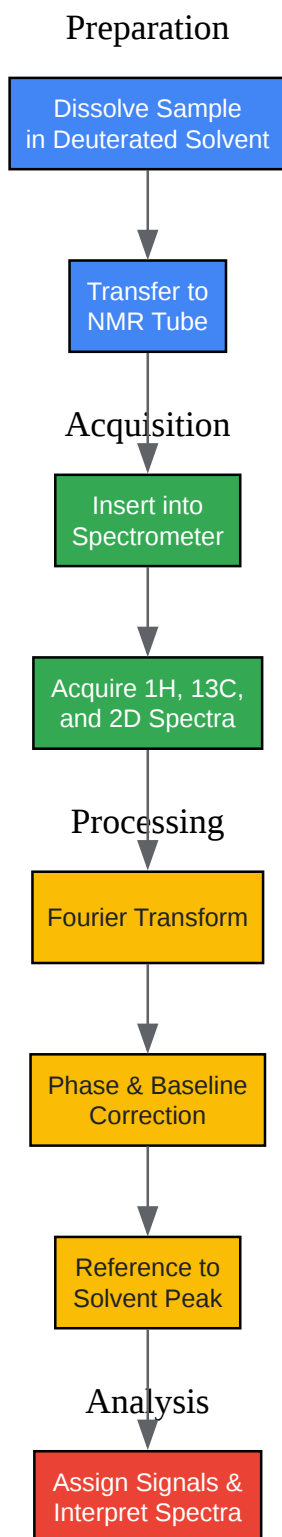 Preparation
Dissolve Sample
in Deuterated Solvent
Transfer to
NMR Tube
Acquisition
Insert into
Spectrometer
Acquire 1H, 13C,
and 2D Spectra
Processing
Fourier Transform
Phase & Baseline
Correction
Reference to
Solvent Peak
Analysis
Assign Signals &
Interpret Spectra